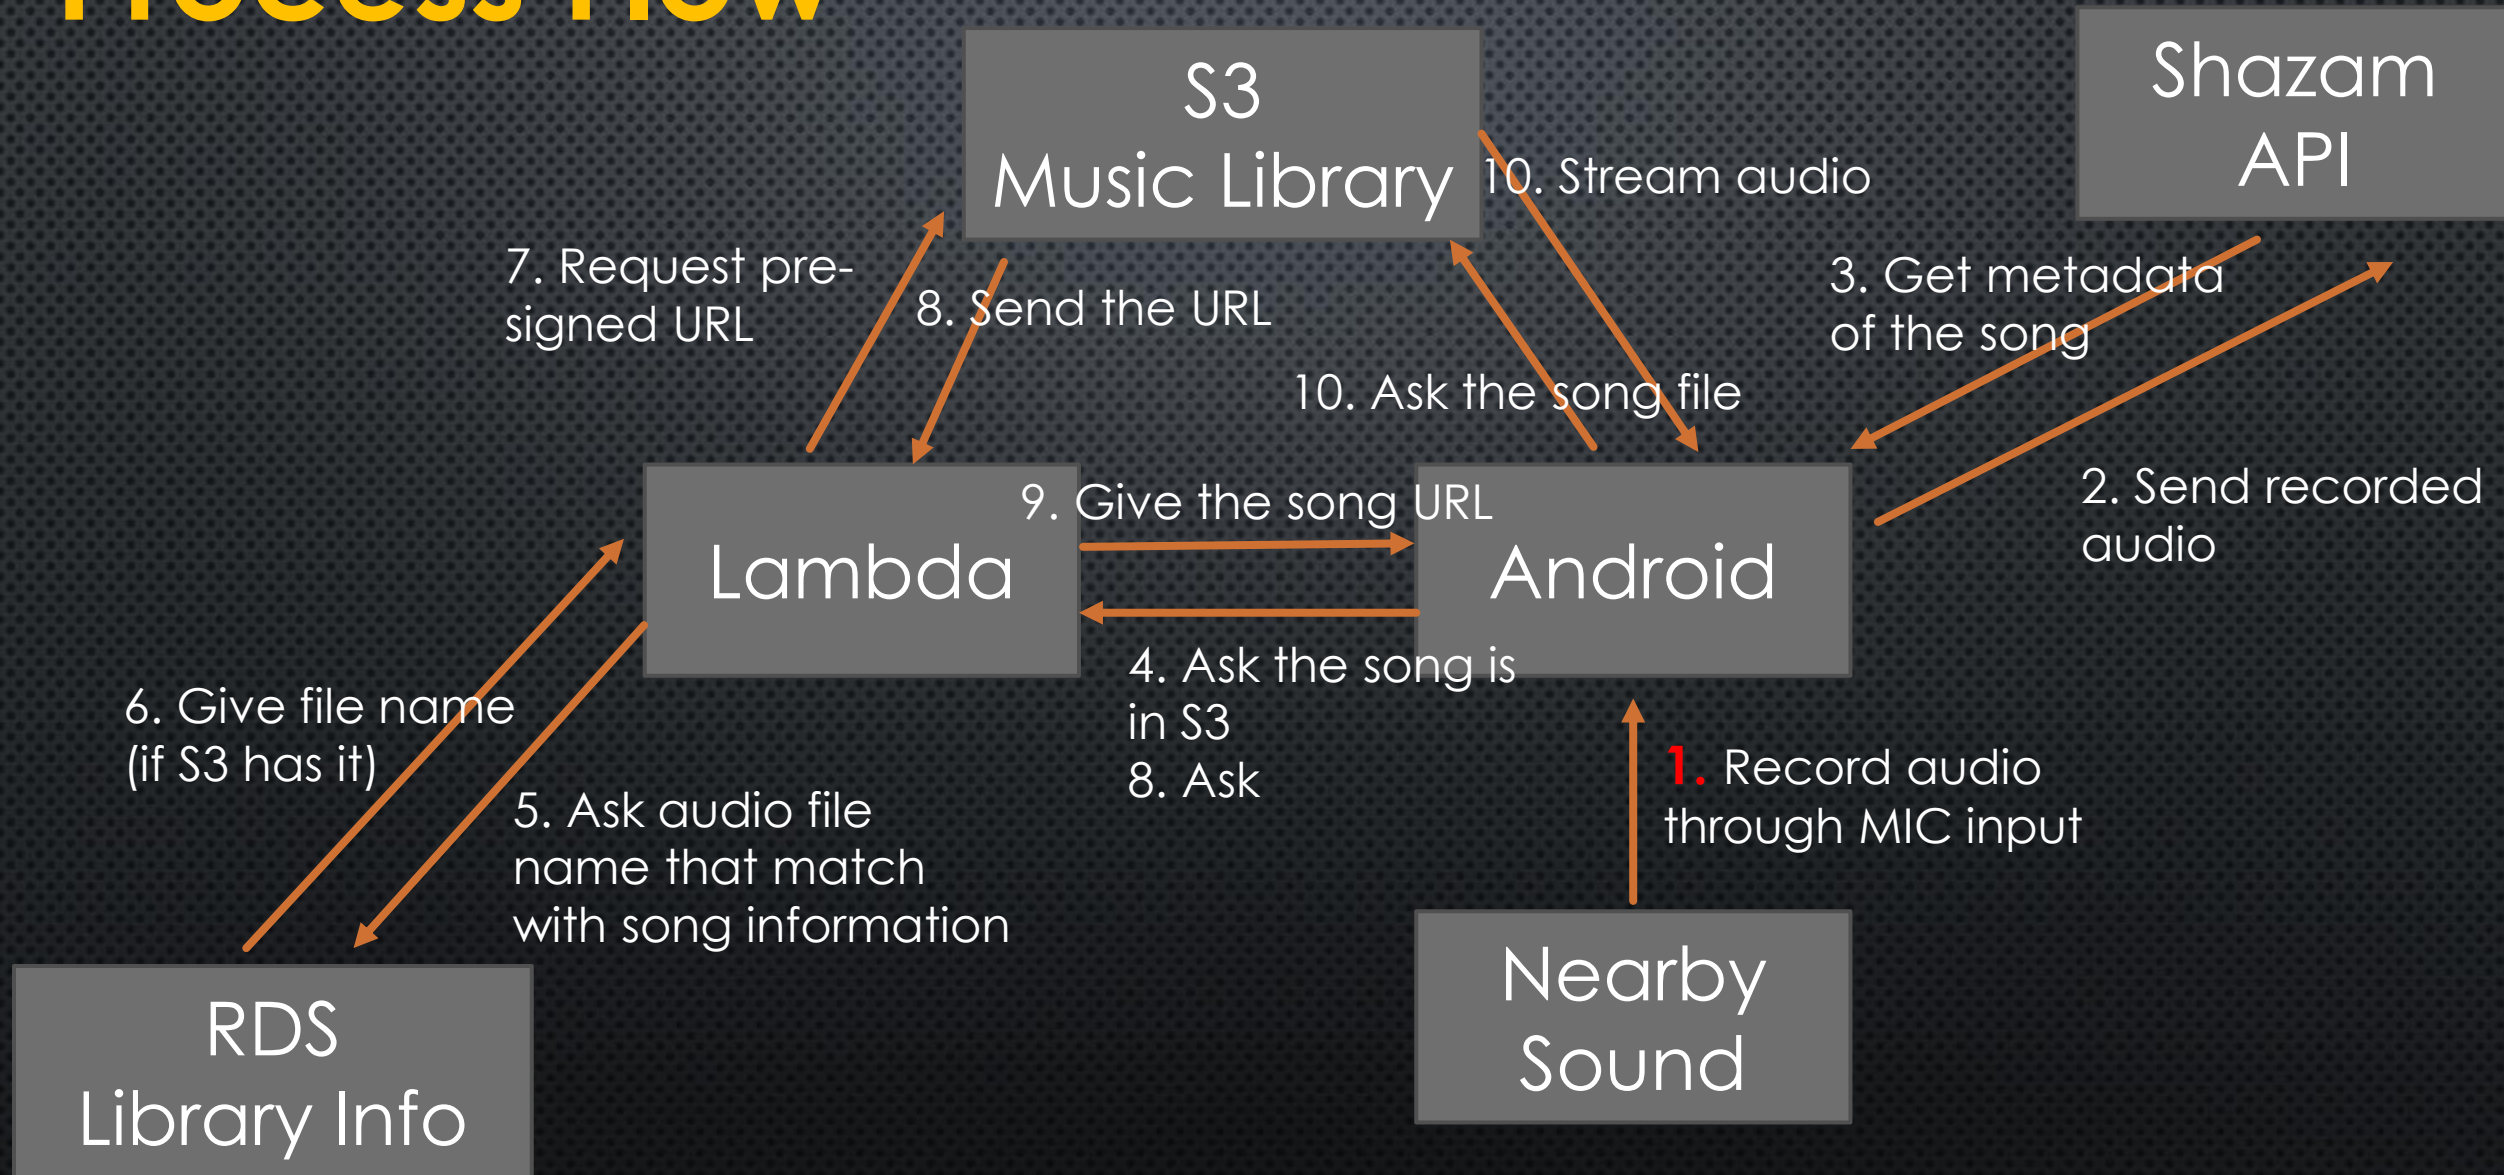 Process Flow
S3
Music Library
Shazam
API
10. Stream audio
7. Request pre-
signed URL
8. Send the URL
3. Get metadata
of the song
10. Ask the song file
2. Send recorded
audio
9. Give the song URL
Lambda
Android
4. Ask the song is
in S3
8. Ask
6. Give file name
(if S3 has it)
5. Ask audio file
name that match
with song information
1. Record audio
through MIC input
Nearby
Sound
RDS
Library Info